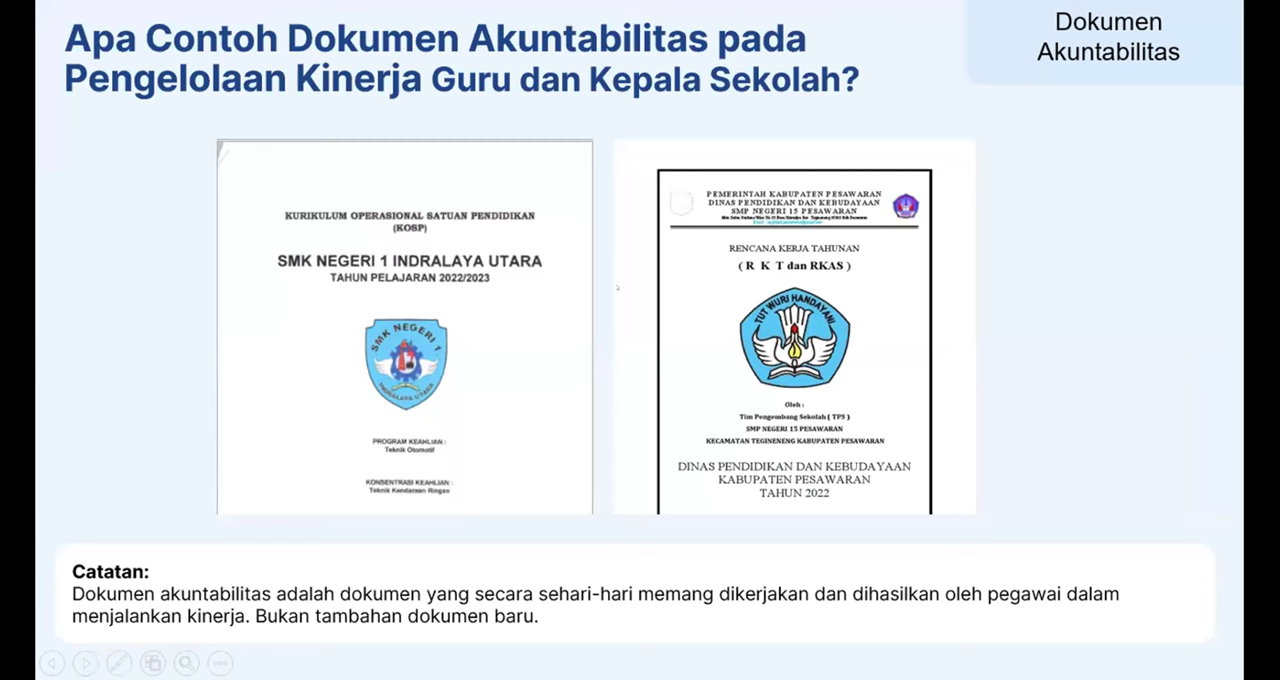 Apa Contoh Dokumen Akuntabilitas pada
Pengelolaan Kinerja Guru dan Kepala Sekolah?
Dokumen
Akuntabilitas
KURIKULUM OPERASIONAL SATUAN PENDIDIKAN
(KOSP)
SMK NEGERI 1 INDRALAYA UTARA
TAHUN PELAJARAN 2022/2023
SMK NEGERI 1
INDRALAYA UTARA
PROGRAM KEAHLIAN :
Teknik Otomotif
KONSENTRASI KEAHLIAN :
Teknik Kendaraan Ringan
PEMERINTAH KABUPATEN PESAWARAN
DINAS PENDIDIKAN DAN KEBUDAYAAN
SMP NEGERI 15 PESAWARAN
RENCANA KERJA TAHUNAN
( R K T dan RKAS )
TUT WURI HANDAYANI
Oleh :
Tim Pengembang Sekolah ( TPS )
SMP NEGERI 15 PESAWARAN
KECAMATAN TEGINENENG KABUPATEN PESAWARAN
DINAS PENDIDIKAN DAN KEBUDAYAAN
KABUPATEN PESAWARAN
TAHUN 2022
Catatan:
Dokumen akuntabilitas adalah dokumen yang secara sehari-hari memang dikerjakan dan dihasilkan oleh pegawai dalam
menjalankan kinerja. Bukan tambahan dokumen baru.